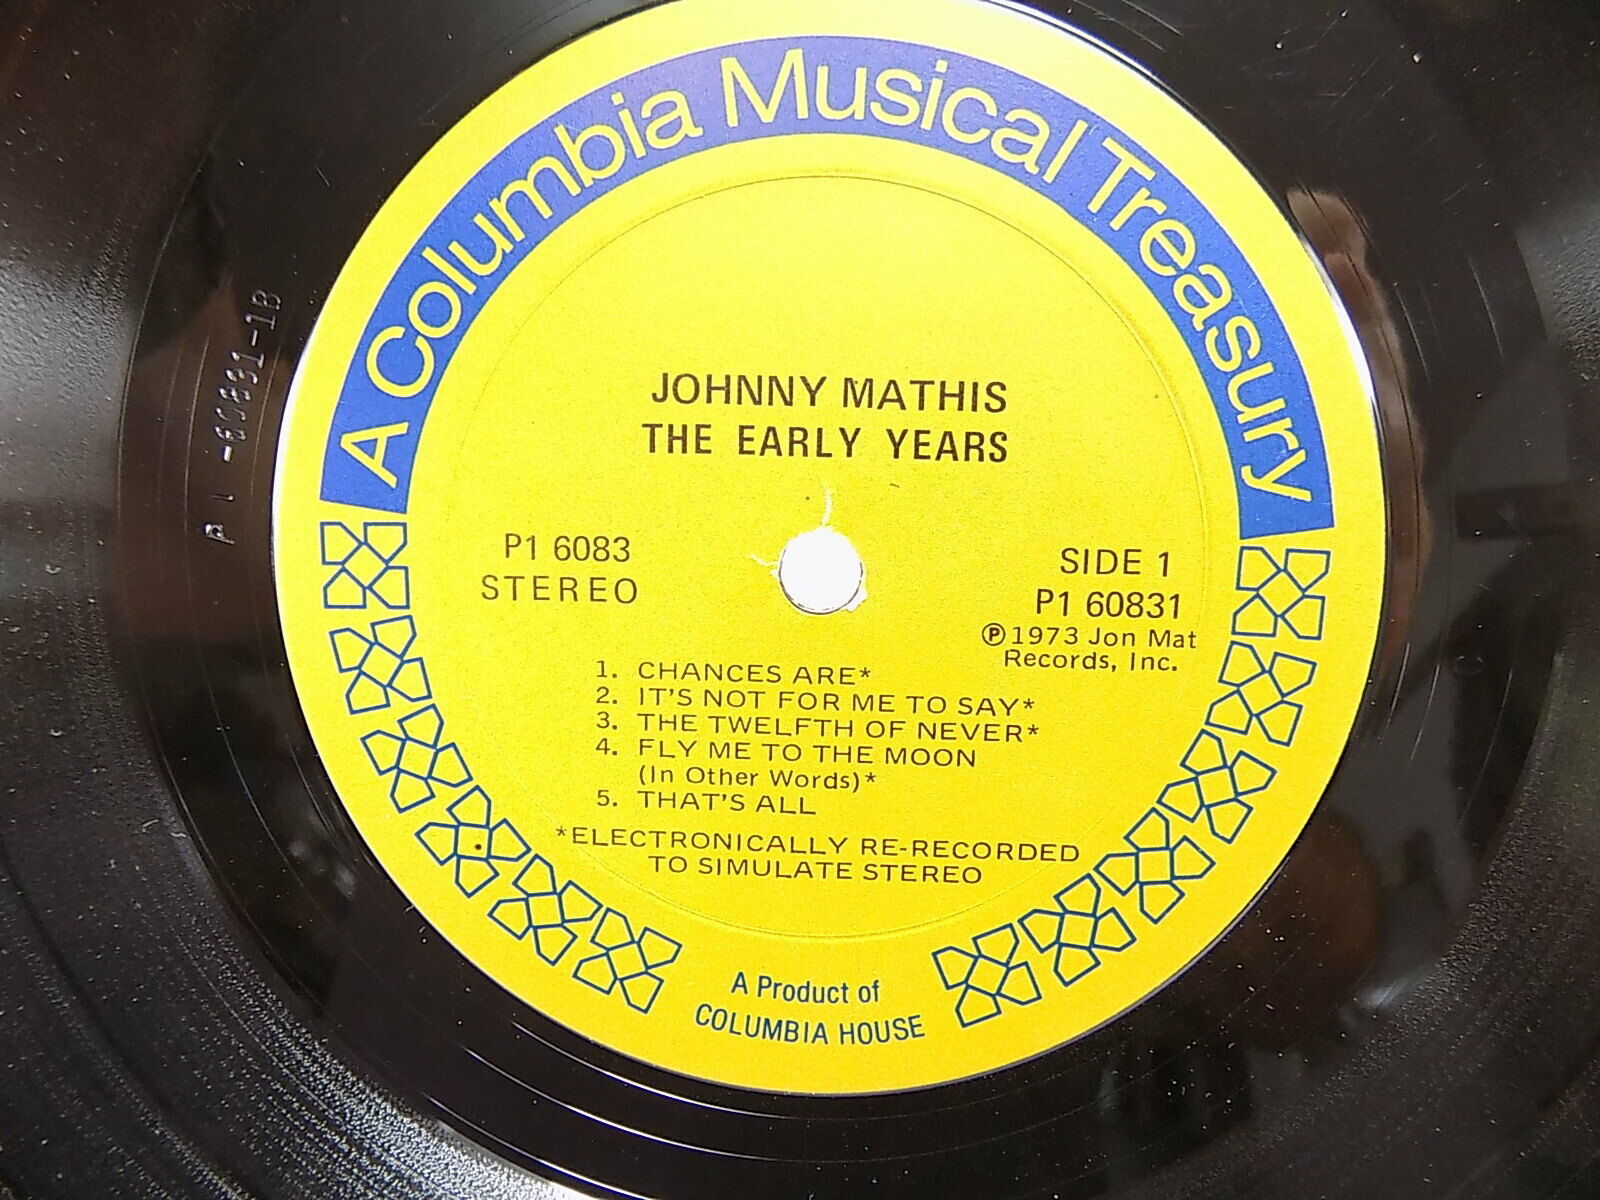 A Columbia Musical Treasury
JOHNNY MATHIS
THE EARLY YEARS
P1 6083
STEREO
SIDE 1
P1 60831
Ⓟ1973 Jon Mat
Records, Inc.
1. CHANCES ARE*
2. IT'S NOT FOR ME TO SAY*
3. THE TWELFTH OF NEVER*
4. FLY ME TO THE MOON
(In Other Words)*
5. THAT'S ALL
*ELECTRONICALLY RE-RECORDED
TO SIMULATE STEREO
A Product of
COLUMBIA HOUSE